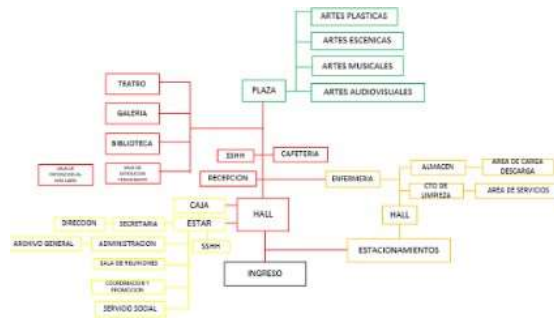 ARTES PLASTICAS
ARTES ESCENICAS
ARTES MUSICALES
ARTES AUDIOVISUALES
PLAZA
TEATRO
GALERIA
BIBLIOTECA
SSHH
CAFETERIA
RECEPCION
ENFERMERIA
ALMACEN
AREA DE CARGA
DESCARGA
CTO DE
LIMPIEZA
AREA DE SERVICIOS
HALL
ESTACIONAMIENTOS
CAJA
HALL
ESTAR
SSHH
DIRECCION
SECRETARIA
ARCHIVO GENERAL
ADMINISTRACION
SALA DE REUNIONES
COORDINACION Y
PROMOCION
SERVICIO SOCIAL
INGRESO